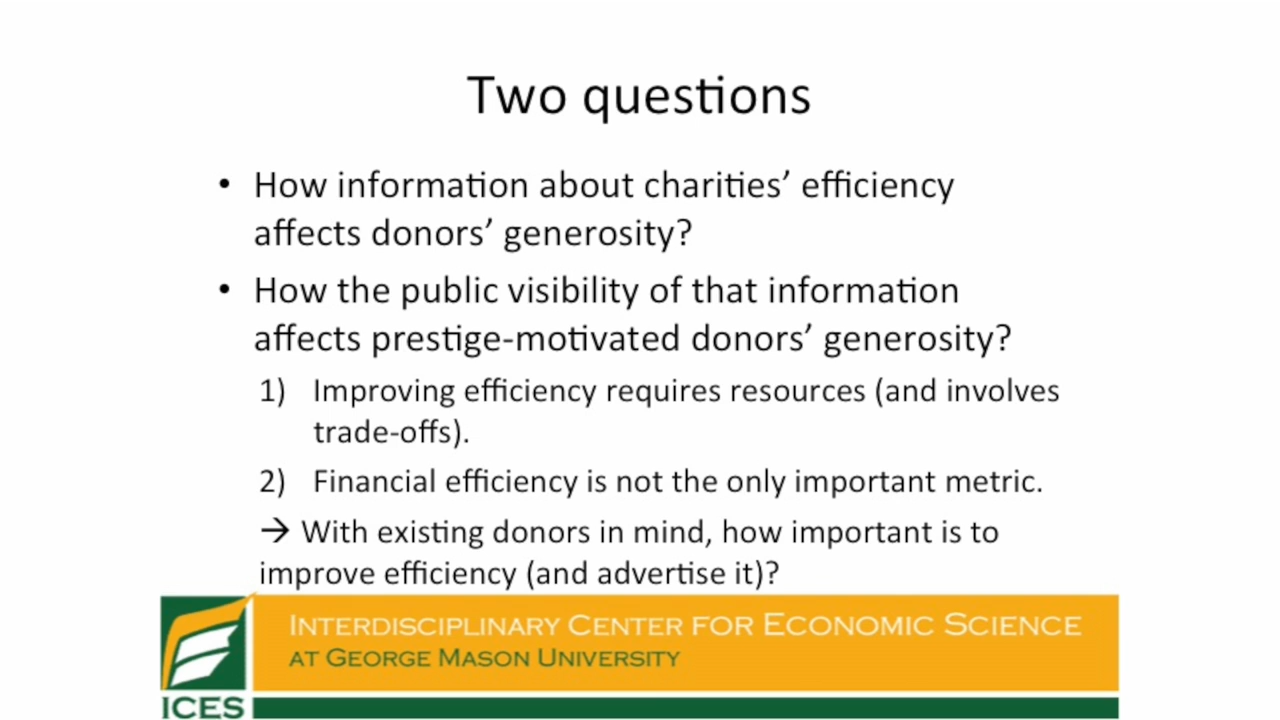 Two questions
• How information about charities’ efficiency
affects donors’ generosity?
• How the public visibility of that information
affects prestige-motivated donors’ generosity?
1) Improving efficiency requires resources (and involves
trade-offs).
2) Financial efficiency is not the only important metric.
→ With existing donors in mind, how important is to
improve efficiency (and advertise it)?
INTERDISCIPLINARY CENTER FOR ECONOMIC SCIENCE
AT GEORGE MASON UNIVERSITY
ICES